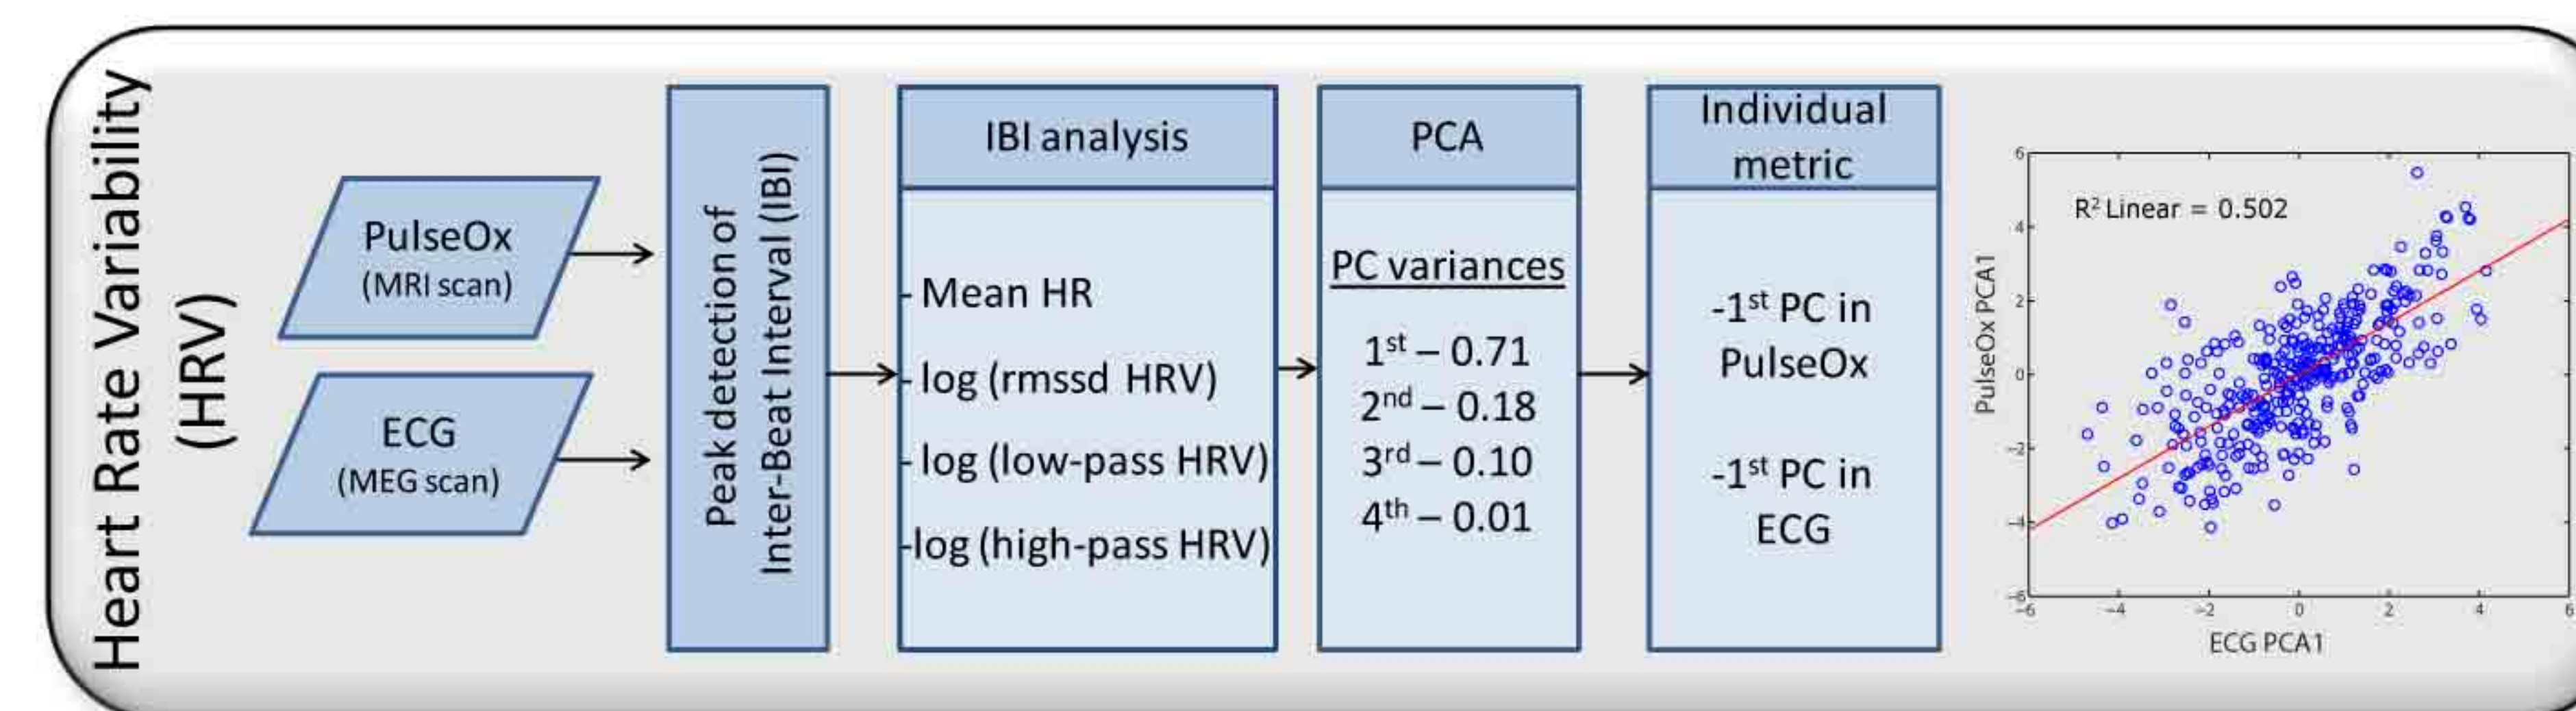 Heart Rate Variability
(HRV)
PulseOx
(MRI scan)
ECG
(MEG scan)
Peak detection of
Inter-Beat Interval (IBI)
IBI analysis
- Mean HR
- log (rmssd HRV)
- log (low-pass HRV)
-log (high-pass HRV)
PCA
PC variances
1st – 0.71
2nd – 0.18
3rd – 0.10
4th – 0.01
Individual
metric
-1st PC in
PulseOx
-1st PC in
ECG
R² Linear = 0.502
PulseOx PCA1
6
4
2
0
−2
−4
−6
−6 −4 −2 0 2 4 6
ECG PCA1